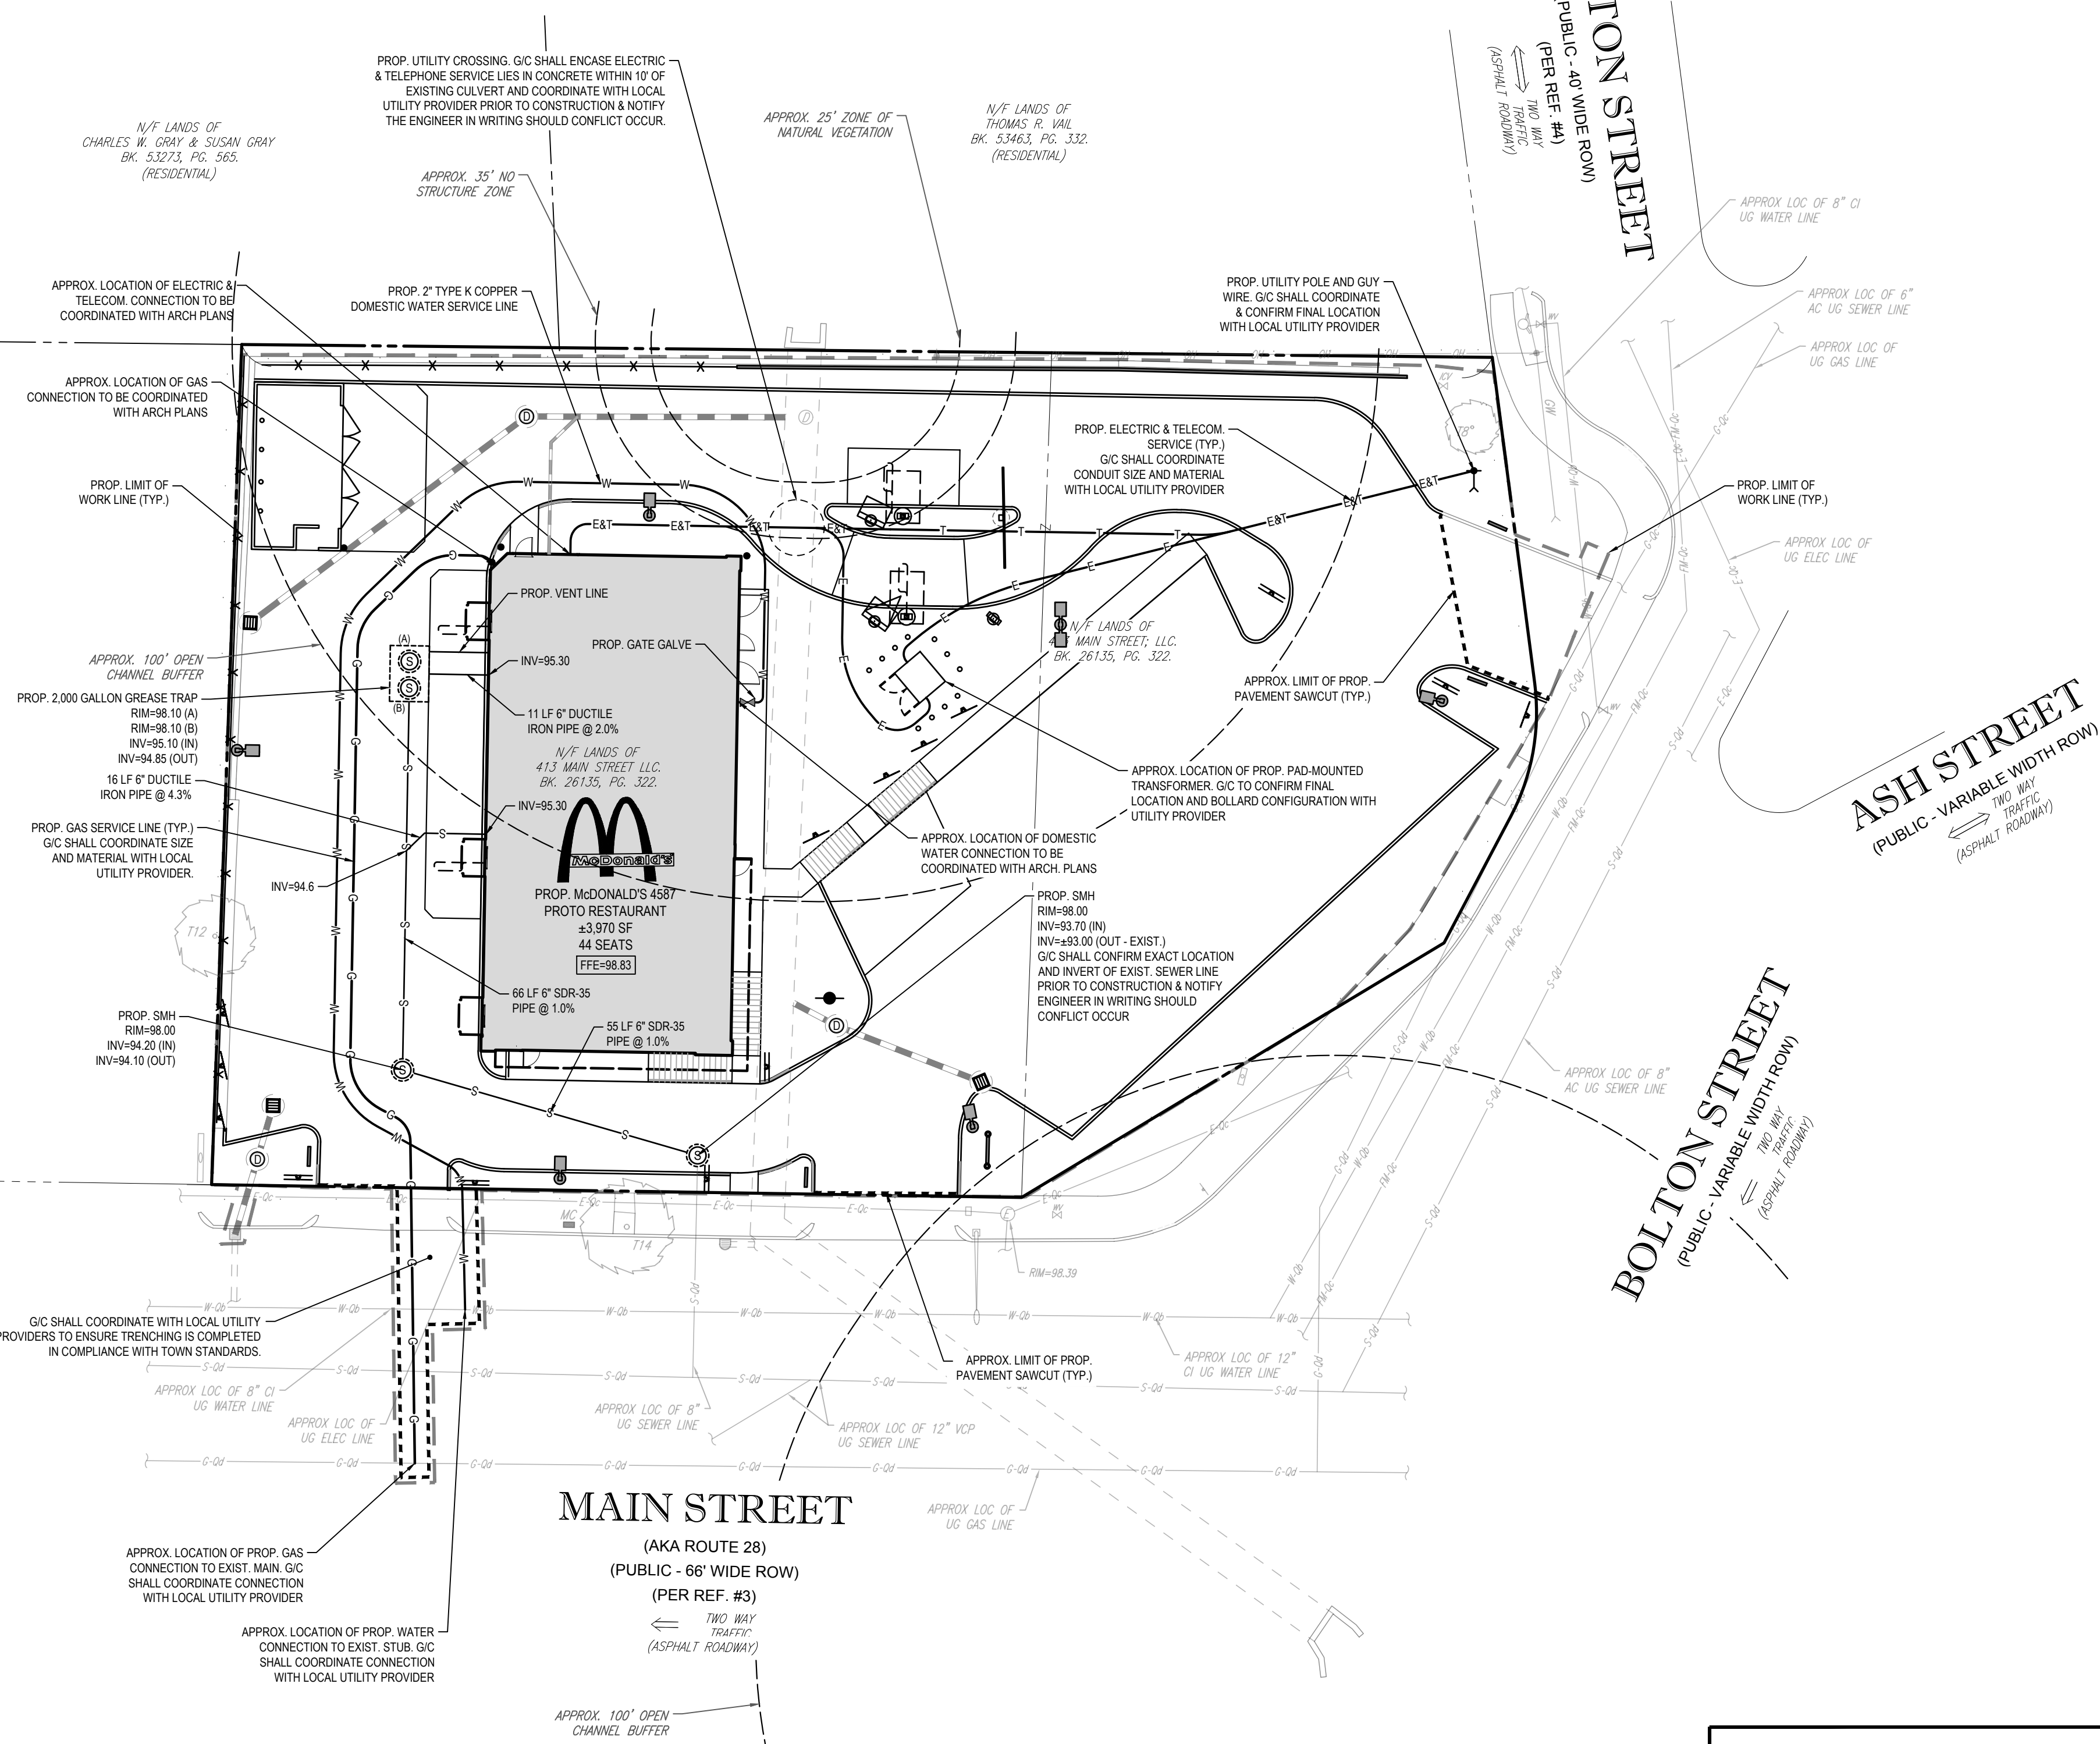 TON STREET
(PUBLIC - 40' WIDE ROW)
(PER REF. #4)
TWO WAY
TRAFFIC
(ASPHALT ROADWAY)
PROP. UTILITY CROSSING. G/C SHALL ENCASE ELECTRIC
& TELEPHONE SERVICE LIES IN CONCRETE WITHIN 10' OF
EXISTING CULVERT AND COORDINATE WITH LOCAL
UTILITY PROVIDER PRIOR TO CONSTRUCTION & NOTIFY
THE ENGINEER IN WRITING SHOULD CONFLICT OCCUR.
N/F LANDS OF
CHARLES W. GRAY & SUSAN GRAY
BK. 53273, PG. 565.
(RESIDENTIAL)
APPROX. 25' ZONE OF
NATURAL VEGETATION
N/F LANDS OF
THOMAS R. VAIL
BK. 53463, PG. 332.
(RESIDENTIAL)
APPROX. 35' NO
STRUCTURE ZONE
APPROX LOC OF 8" CI
UG WATER LINE
APPROX. LOCATION OF ELECTRIC &
TELECOM. CONNECTION TO BE
COORDINATED WITH ARCH PLANS
PROP. 2" TYPE K COPPER
DOMESTIC WATER SERVICE LINE
PROP. UTILITY POLE AND GUY
WIRE. G/C SHALL COORDINATE
& CONFIRM FINAL LOCATION
WITH LOCAL UTILITY PROVIDER
APPROX LOC OF 6"
AC UG SEWER LINE
APPROX LOC OF
UG GAS LINE
APPROX. LOCATION OF GAS
CONNECTION TO BE COORDINATED
WITH ARCH PLANS
PROP. ELECTRIC & TELECOM.
SERVICE (TYP.)
G/C SHALL COORDINATE
CONDUIT SIZE AND MATERIAL
WITH LOCAL UTILITY PROVIDER
PROP. LIMIT OF
WORK LINE (TYP.)
PROP. LIMIT OF
WORK LINE (TYP.)
APPROX LOC OF
UG ELEC LINE
PROP. VENT LINE
PROP. GATE GALVE
INV=95.30
N/F LANDS OF
MAIN STREET; LLC.
BK. 26135, PG. 322.
APPROX. 100' OPEN
CHANNEL BUFFER
(A)
(B)
PROP. 2,000 GALLON GREASE TRAP
RIM=98.10 (A)
RIM=98.10 (B)
INV=95.10 (IN)
INV=94.85 (OUT)
APPROX. LIMIT OF PROP.
PAVEMENT SAWCUT (TYP.)
11 LF 6" DUCTILE
IRON PIPE @ 2.0%
N/F LANDS OF
413 MAIN STREET LLC.
BK. 26135, PG. 322.
16 LF 6" DUCTILE
IRON PIPE @ 4.3%
APPROX. LOCATION OF PROP. PAD-MOUNTED
TRANSFORMER. G/C TO CONFIRM FINAL
LOCATION AND BOLLARD CONFIGURATION WITH
UTILITY PROVIDER
ASH STREET
(PUBLIC - VARIABLE WIDTH ROW)
TWO WAY
TRAFFIC
(ASPHALT ROADWAY)
INV=95.30
PROP. GAS SERVICE LINE (TYP.)
G/C SHALL COORDINATE SIZE
AND MATERIAL WITH LOCAL
UTILITY PROVIDER.
APPROX. LOCATION OF DOMESTIC
WATER CONNECTION TO BE
COORDINATED WITH ARCH. PLANS
McDonald's
INV=94.6
PROP. McDONALD'S 4587
PROTO RESTAURANT
±3,970 SF
44 SEATS
FFE=98.83
PROP. SMH
RIM=98.00
INV=93.70 (IN)
INV=±93.00 (OUT - EXIST.)
G/C SHALL CONFIRM EXACT LOCATION
AND INVERT OF EXIST. SEWER LINE
PRIOR TO CONSTRUCTION & NOTIFY
ENGINEER IN WRITING SHOULD
CONFLICT OCCUR
T12
66 LF 6" SDR-35
PIPE @ 1.0%
55 LF 6" SDR-35
PIPE @ 1.0%
PROP. SMH
RIM=98.00
INV=94.20 (IN)
INV=94.10 (OUT)
APPROX LOC OF 8"
AC UG SEWER LINE
BOLTON STREET
(PUBLIC - VARIABLE WIDTH ROW)
TWO WAY
TRAFFIC
(ASPHALT ROADWAY)
MC
T14
RIM=98.39
G/C SHALL COORDINATE WITH LOCAL UTILITY
PROVIDERS TO ENSURE TRENCHING IS COMPLETED
IN COMPLIANCE WITH TOWN STANDARDS.
APPROX. LIMIT OF PROP.
PAVEMENT SAWCUT (TYP.)
APPROX LOC OF 12"
CI UG WATER LINE
APPROX LOC OF 8" CI
UG WATER LINE
APPROX LOC OF
UG ELEC LINE
APPROX LOC OF 8"
UG SEWER LINE
APPROX LOC OF 12" VCP
UG SEWER LINE
APPROX LOC OF
UG GAS LINE
MAIN STREET
(AKA ROUTE 28)
(PUBLIC - 66' WIDE ROW)
(PER REF. #3)
TWO WAY
TRAFFIC
(ASPHALT ROADWAY)
APPROX. LOCATION OF PROP. GAS
CONNECTION TO EXIST. MAIN. G/C
SHALL COORDINATE CONNECTION
WITH LOCAL UTILITY PROVIDER
APPROX. LOCATION OF PROP. WATER
CONNECTION TO EXIST. STUB. G/C
SHALL COORDINATE CONNECTION
WITH LOCAL UTILITY PROVIDER
APPROX. 100' OPEN
CHANNEL BUFFER